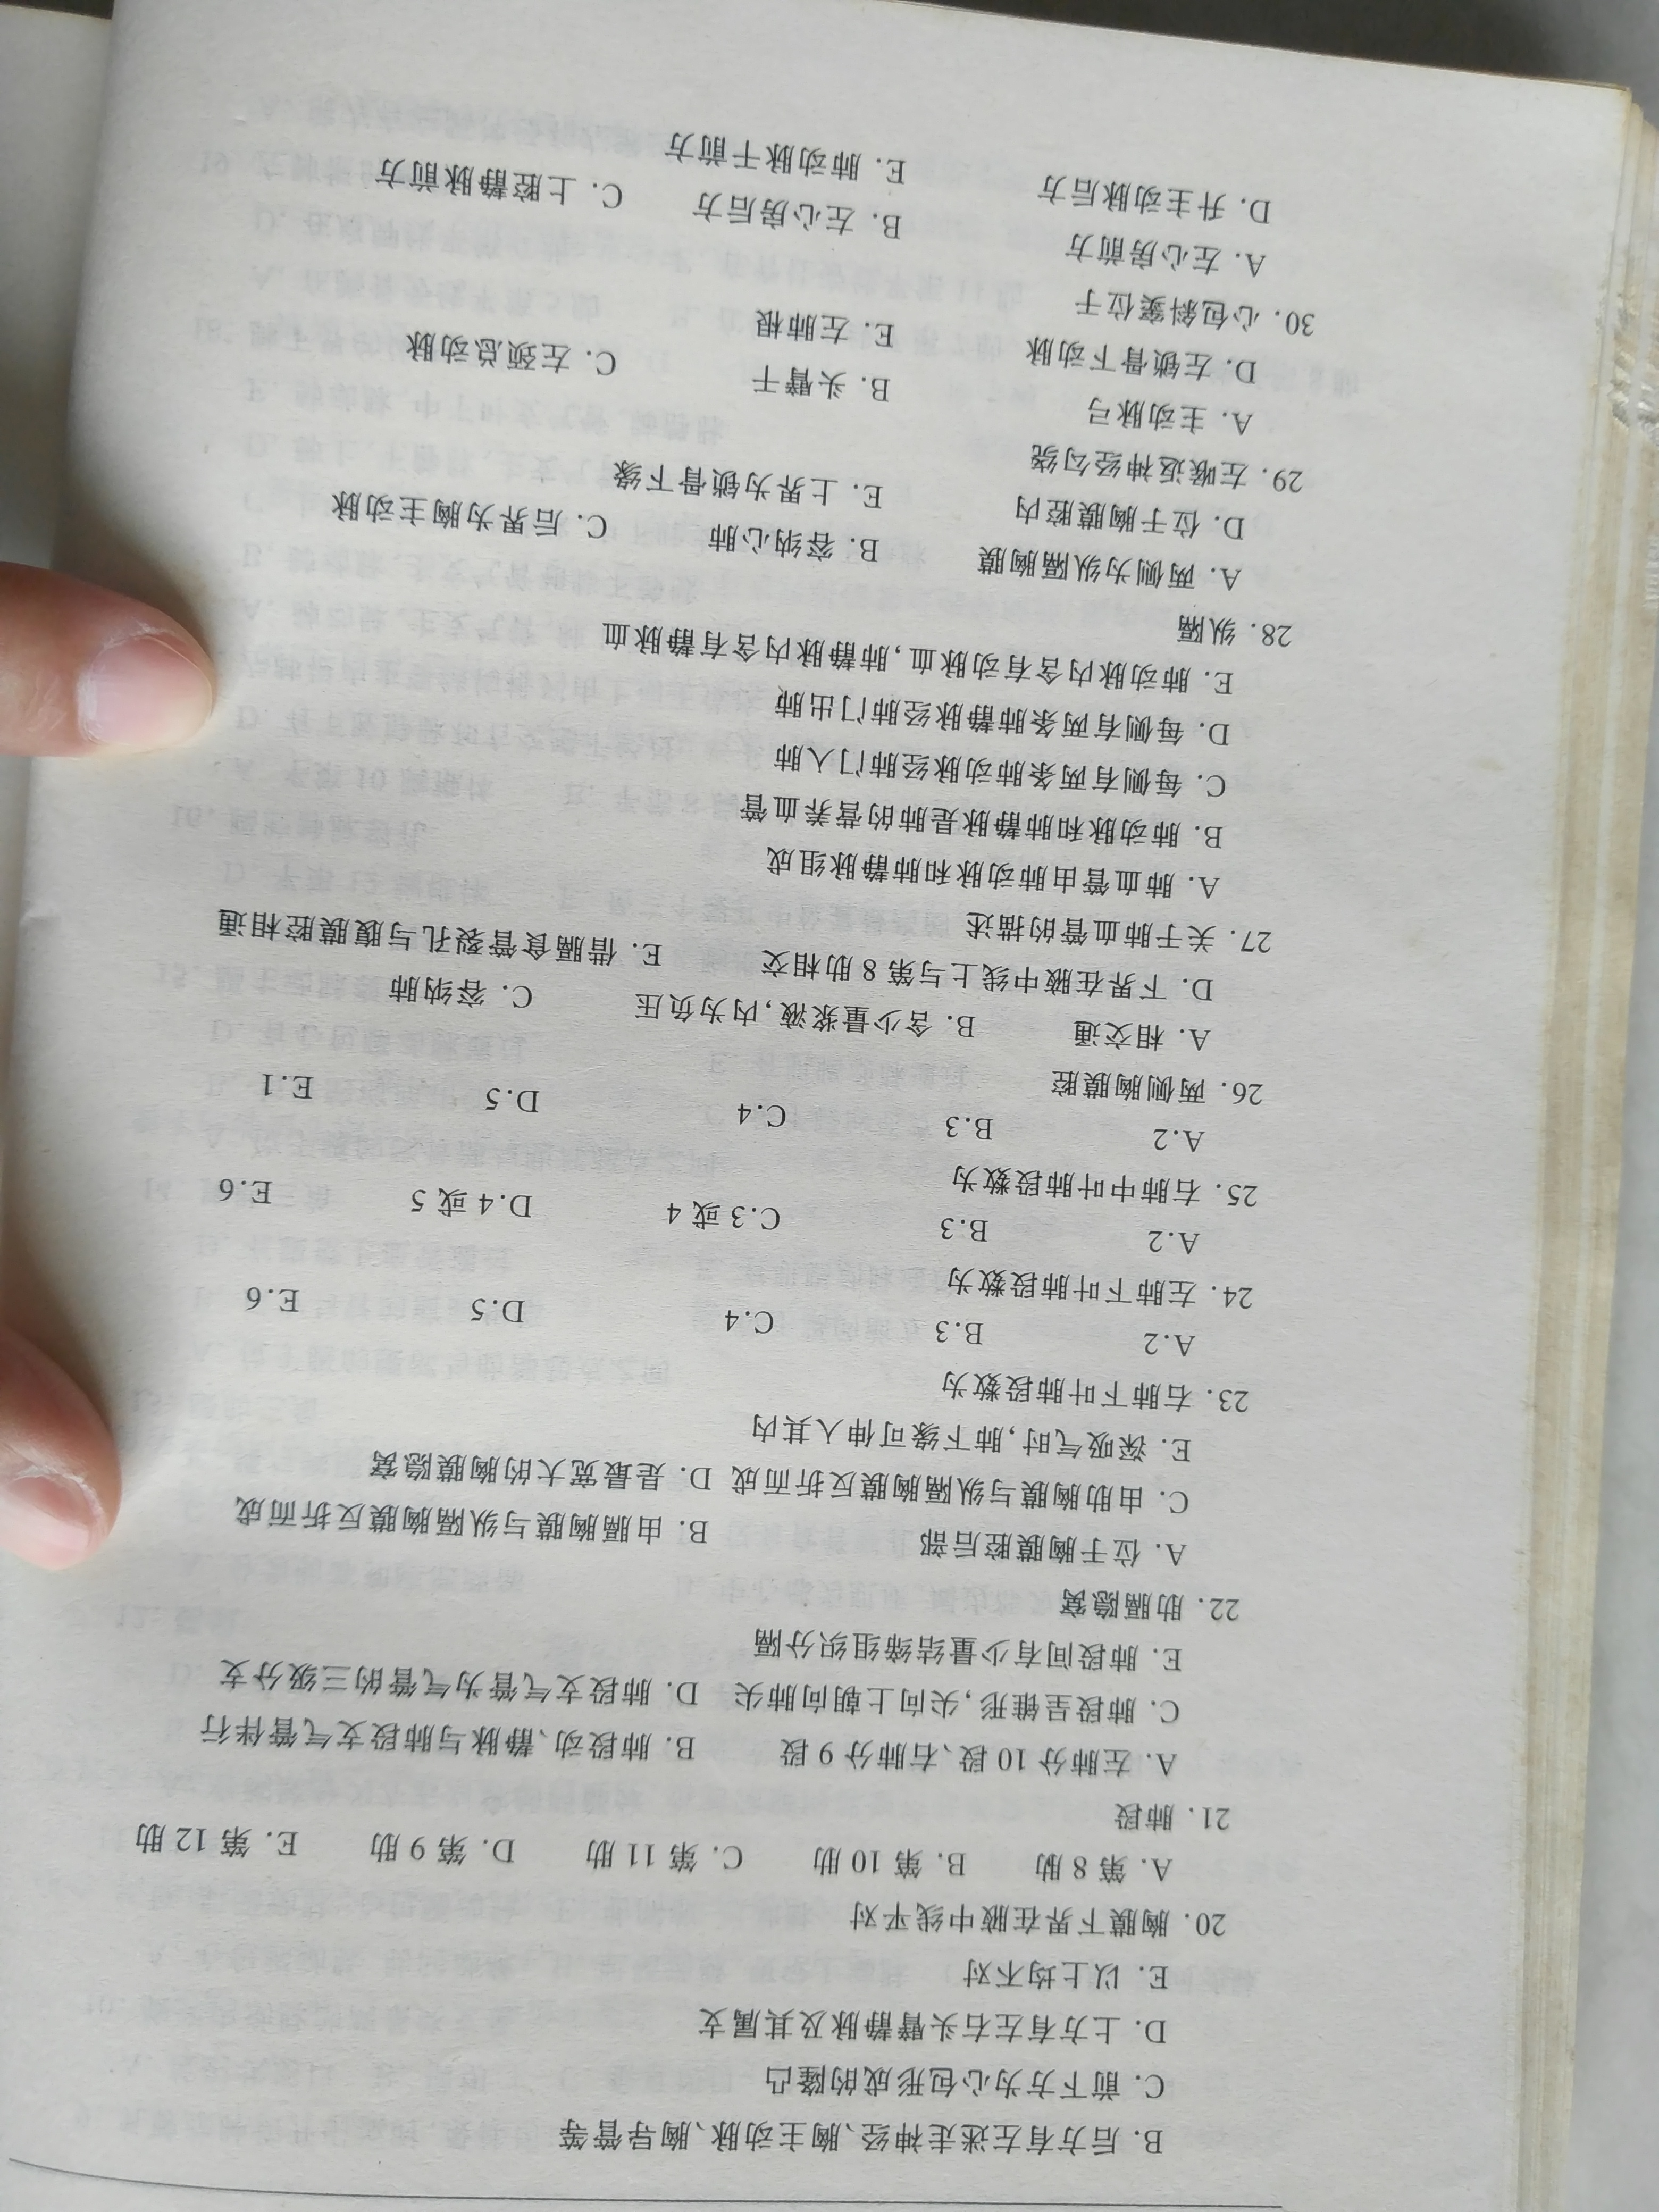 B. 后方有左迷走神经、胸主动脉、胸导管等
C. 前下方为心包形成的隆凸
D. 上方有左右头臂静脉及其属支
E. 以上均不对
20. 胸膜下界在腋中线平对
A. 第 8 肋 B. 第 10 肋 C. 第 11 肋 D. 第 9 肋 E. 第 12 肋
21. 肺段
A. 左肺分 10 段、右肺分 9 段 B. 肺段动、静脉与肺段支气管伴行
C. 肺段呈锥形,尖向上朝向肺尖 D. 肺段支气管为气管的三级分支
E. 肺段间有少量结缔组织分隔
22. 肋膈隐窝
A. 位于胸膜腔后部 B. 由膈胸膜与纵隔胸膜反折而成
C. 由肋胸膜与纵隔胸膜反折而成 D. 是最宽大的胸膜隐窝
E. 深吸气时,肺下缘可伸入其内
23. 右肺下叶肺段数为
A.2 B.3 C.4 D.5 E.6
24. 左肺下叶肺段数为
A.2 B.3 C.3 或 4 D.4 或 5 E.6
25. 右肺中叶肺段数为
A.2 B.3 C.4 D.5 E.1
26. 两侧胸膜腔
A. 相交通 B. 含少量浆液,内为负压 C. 容纳肺
D. 下界在腋中线上与第 8 肋相交 E. 借膈食管裂孔与腹膜腔相通
27. 关于肺血管的描述
A. 肺血管由肺动脉和肺静脉组成
B. 肺动脉和肺静脉是肺的营养血管
C. 每侧有两条肺动脉经肺门入肺
D. 每侧有两条肺静脉经肺门出肺
E. 肺动脉内含有动脉血,肺静脉内含有静脉血
28. 纵隔
A. 两侧为纵隔胸膜 B. 容纳心肺 C. 后界为胸主动脉
D. 位于胸膜腔内 E. 上界为锁骨下缘
29. 左喉返神经勾绕
A. 主动脉弓 B. 头臂干 C. 左颈总动脉
D. 左锁骨下动脉 E. 左肺根
30. 心包斜窦位于
A. 左心房前方 B. 左心房后方 C. 上腔静脉前方
D. 升主动脉后方 E. 肺动脉干前方